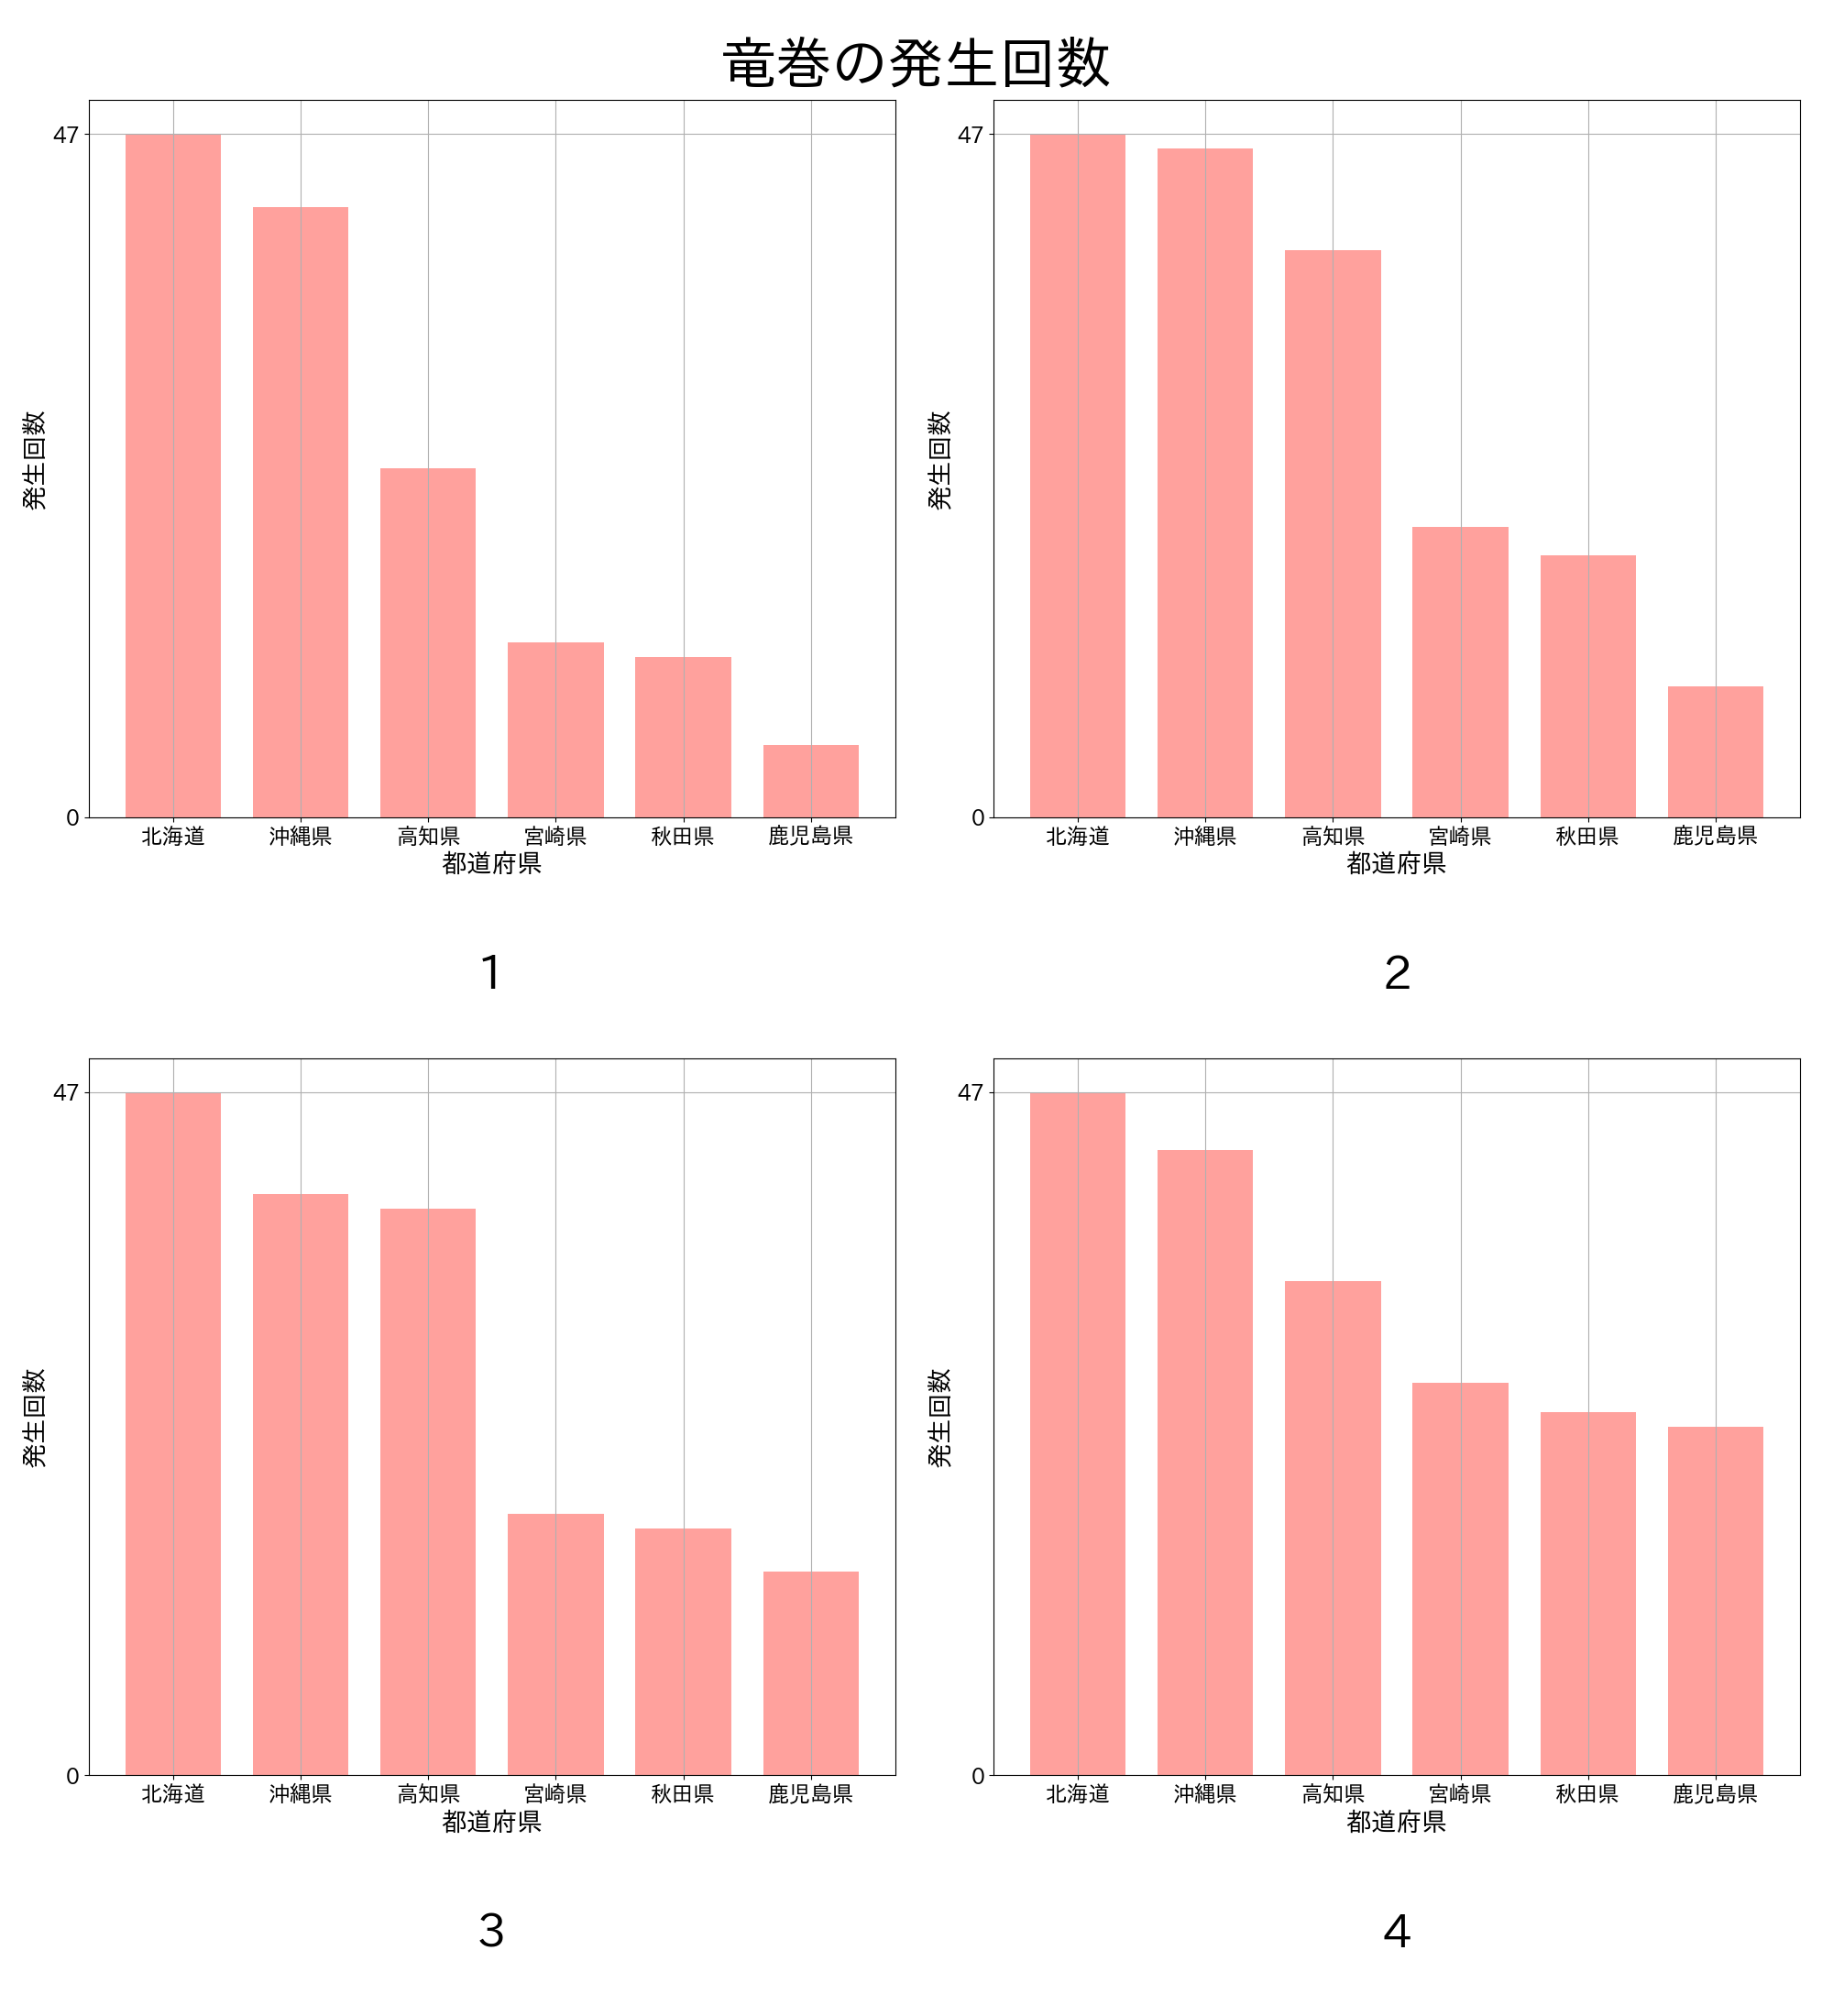 竜巻の発生回数
47
0
発生回数
北海道 沖縄県 高知県 宮崎県 秋田県 鹿児島県
都道府県
1
47
0
発生回数
北海道 沖縄県 高知県 宮崎県 秋田県 鹿児島県
都道府県
2
47
0
発生回数
北海道 沖縄県 高知県 宮崎県 秋田県 鹿児島県
都道府県
3
47
0
発生回数
北海道 沖縄県 高知県 宮崎県 秋田県 鹿児島県
都道府県
4